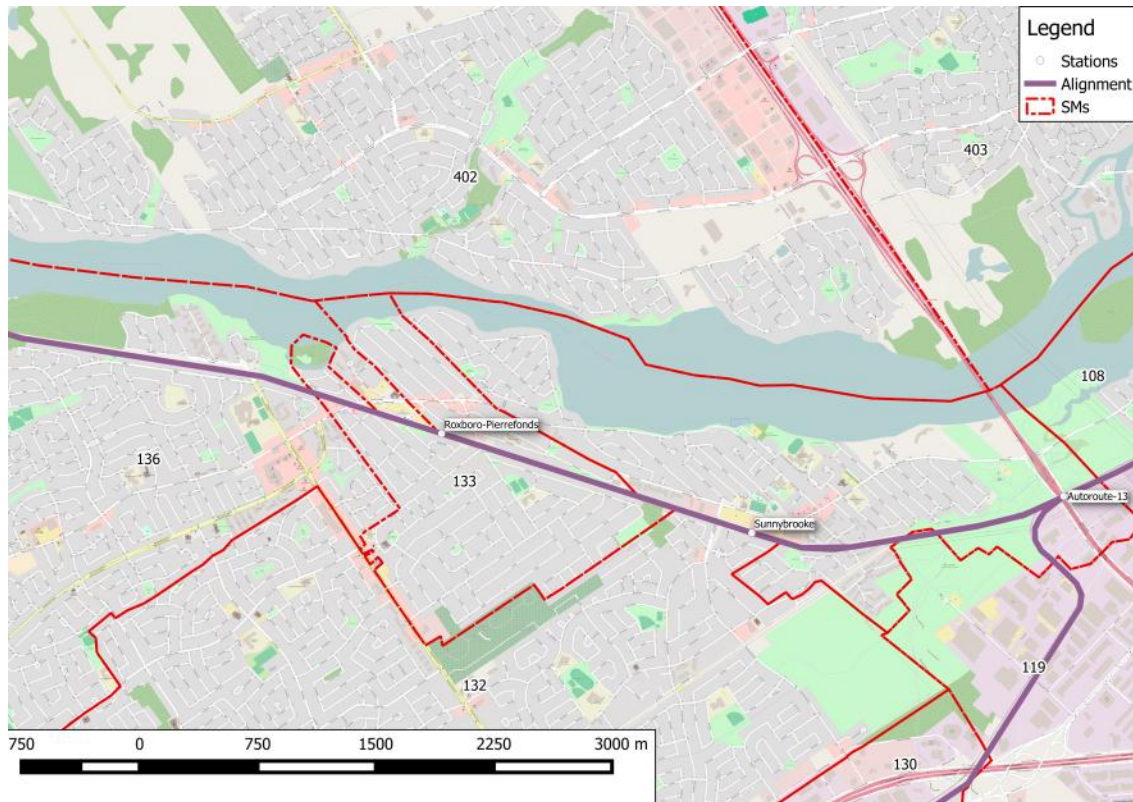 Legend
Stations
Alignment
SMs
403
402
108
Roxboro-Pierrefonds
136
133
Autoroute-13
Sunnybrooke
119
132
130
750 0 750 1500 2250 3000 m